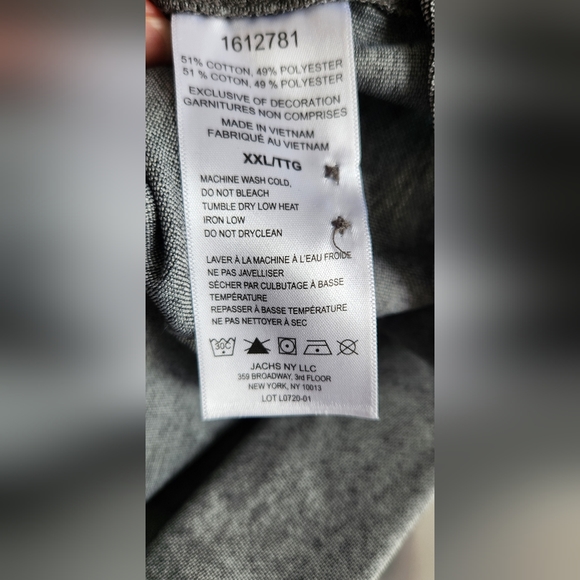 1612781
51% COTTON, 49% POLYESTER
51 % COTON, 49 % POLYESTER
EXCLUSIVE OF DECORATION
GARNITURES NON COMPRISES
MADE IN VIETNAM
FABRIQUÉ AU VIETNAM
XXL/TTG
MACHINE WASH COLD,
DO NOT BLEACH
TUMBLE DRY LOW HEAT
IRON LOW
DO NOT DRYCLEAN
LAVER À LA MACHINE À L'EAU FROIDE
NE PAS JAVELLISER
SÉCHER PAR CULBUTAGE À BASSE
TEMPÉRATURE
REPASSER À BASSE TEMPÉRATURE
NE PAS NETTOYER À SEC
30C
JACHS NY LLC
359 BROADWAY, 3rd FLOOR
NEW YORK, NY 10013
LOT L0720-01